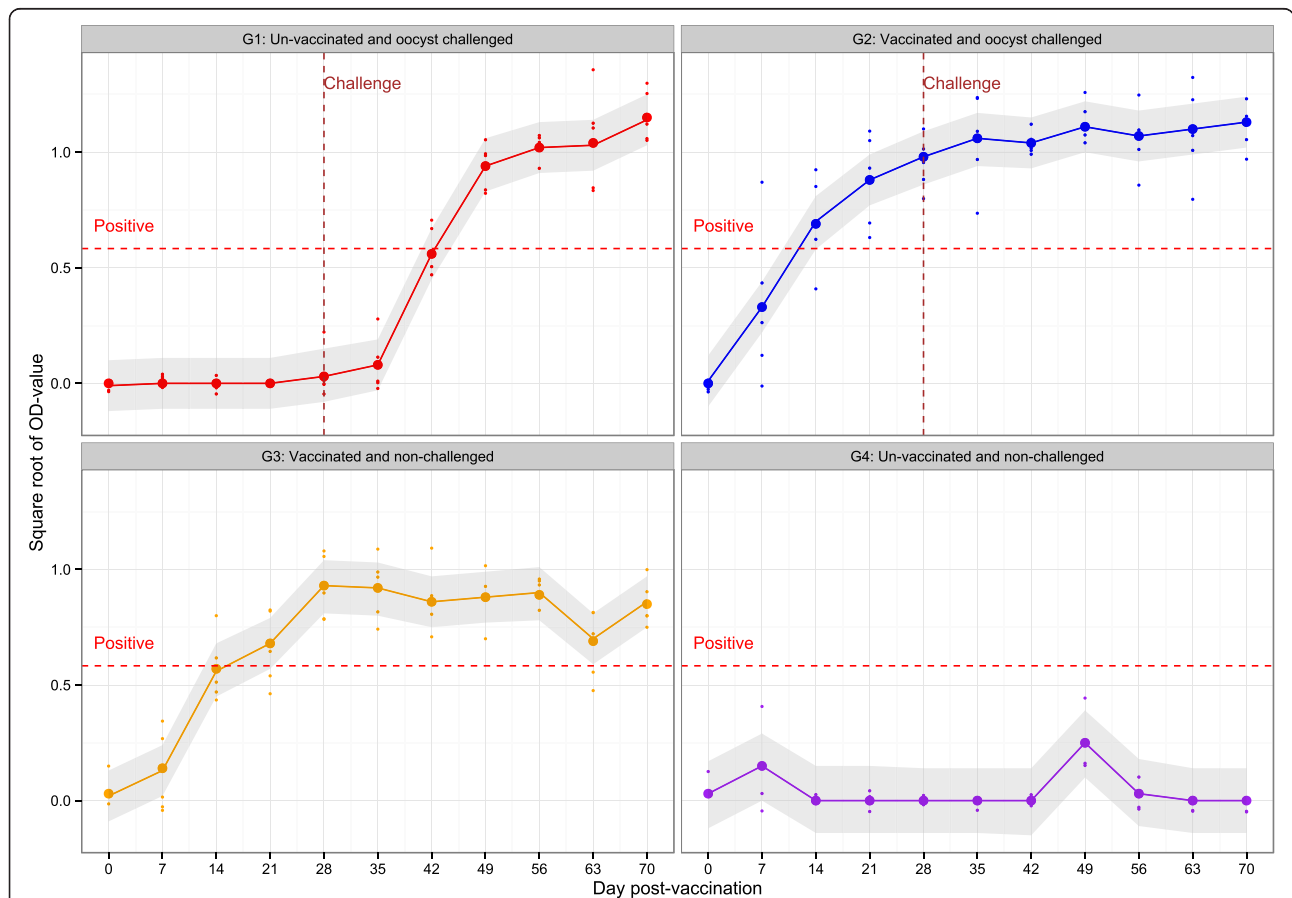 G1: Un-vaccinated and oocyst challenged
G2: Vaccinated and oocyst challenged
Challenge
Challenge
Positive
Positive
1.0
0.5
0.0
Square root of OD-value
G3: Vaccinated and non-challenged
G4: Un-vaccinated and non-challenged
Positive
Positive
1.0
0.5
0.0
0 7 14 21 28 35 42 49 56 63 70
0 7 14 21 28 35 42 49 56 63 70
Day post-vaccination